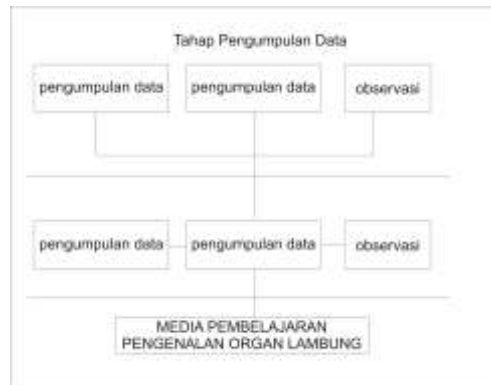 Tahap Pengumpulan Data
pengumpulan data
pengumpulan data
observasi
pengumpulan data
pengumpulan data
observasi
MEDIA PEMBELAJARAN
PENGENALAN ORGAN LAMBUNG